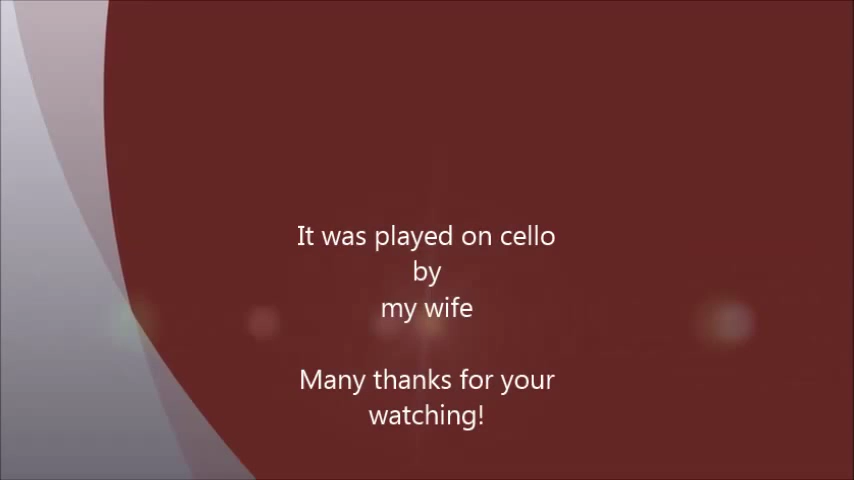 It was played on cello
by
my wife
Many thanks for your
watching!